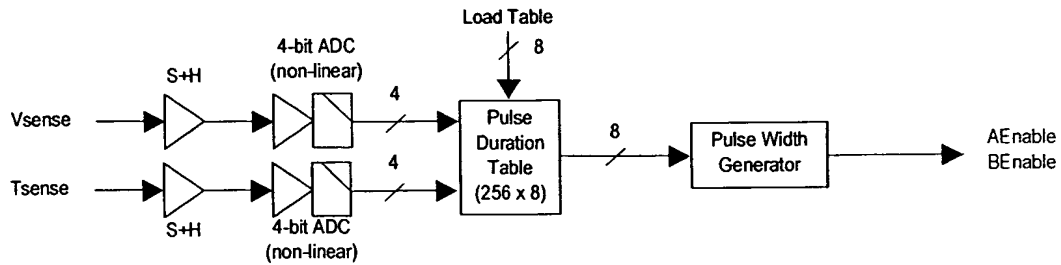 Load Table
8
4-bit ADC
(non-linear)
S+H
4
Vsense
Pulse
Duration
Table
(256 x 8)
8
Pulse Width
Generator
AEnable
BEnable
4
Tsense
S+H
4-bit ADC
(non-linear)